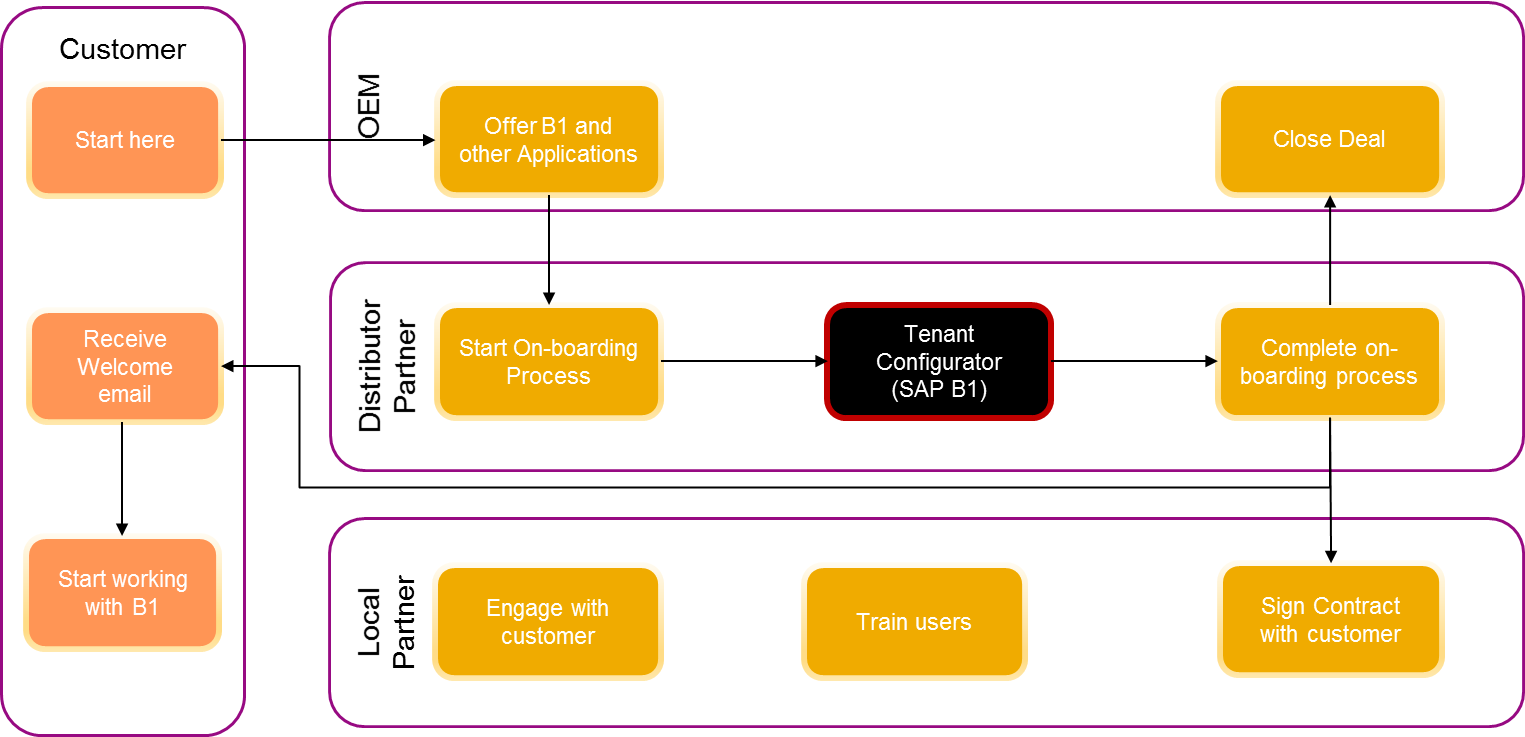 Customer
Start here
Receive
Welcome
email
Start working
with B1
OEM
Offer B1 and
other Applications
Close Deal
Distributor
Partner
Start On-boarding
Process
Tenant
Configurator
(SAP B1)
Complete on-
boarding process
Local
Partner
Engage with
customer
Train users
Sign Contract
with customer